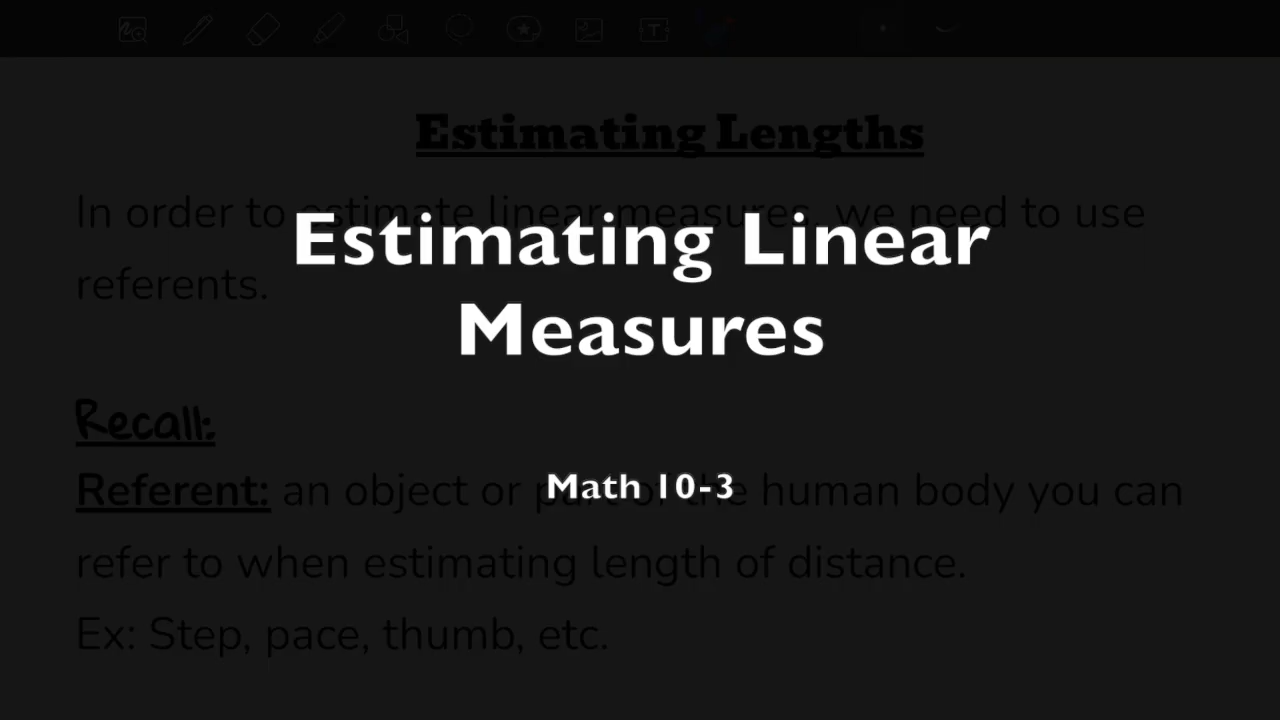 Estimating Lengths
In order to estimate linear measures, we need to use
Estimating Linear
referents.
Measures
Recall:
Referent: an object or part of the human body you can
Math 10-3
refer to when estimating length of distance.
Ex: Step, pace, thumb, etc.